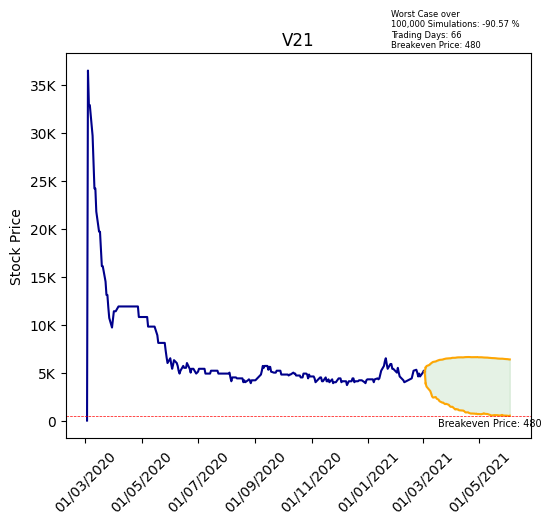 Worst Case over
100,000 Simulations: -90.57 %
Trading Days: 66
Breakeven Price: 480
V21
Stock Price
35K
30K
25K
20K
15K
10K
5K
0
Breakeven Price: 480
01/03/2020
01/05/2020
01/07/2020
01/09/2020
01/11/2020
01/01/2021
01/03/2021
01/05/2021